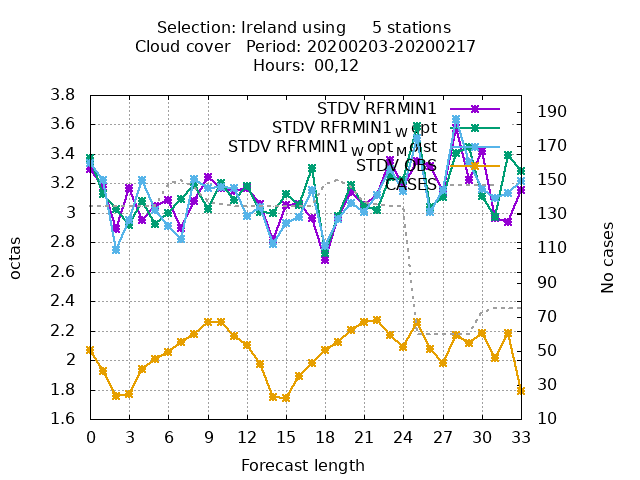 Selection: Ireland using 5 stations
Cloud cover Period: 20200203-20200217
Hours: 00,12
STDV RFRMIN1
STDV RFRMIN1 W opt
STDV RFRMIN1 W opt M oist
STDV OBS
CASES
3.8
3.6
3.4
3.2
3
2.8
2.6
2.4
2.2
2
1.8
1.6
octas
190
170
150
130
110
90
70
50
30
10
No cases
0 3 6 9 12 15 18 21 24 27 30 33
Forecast length